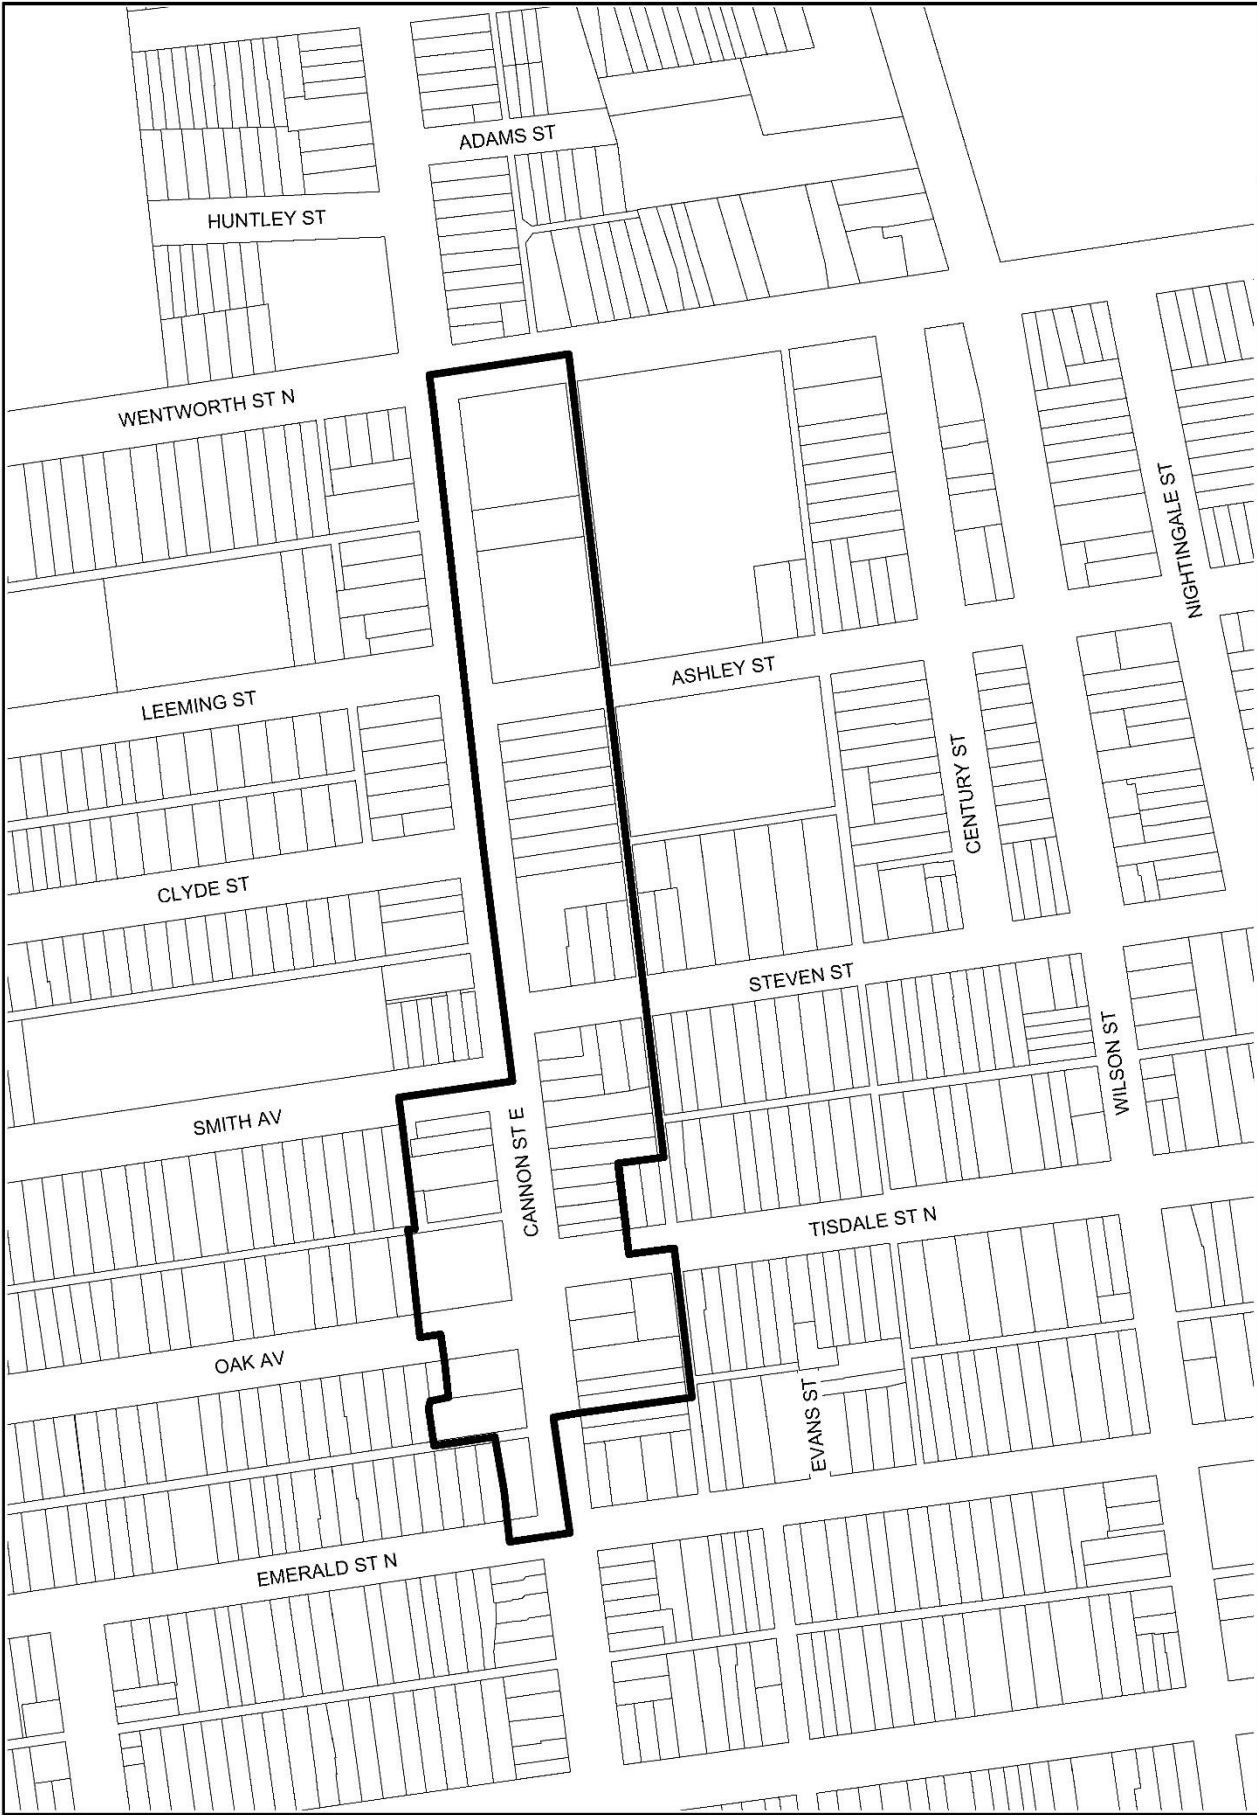 ADAMS ST
HUNTLEY ST
WENTWORTH ST N
NIGHTINGALE ST
ASHLEY ST
LEEMING ST
CENTURY ST
CLYDE ST
STEVEN ST
WILSON ST
SMITH AV
CANNON ST E
TISDALE ST N
OAK AV
EVANS ST
EMERALD ST N